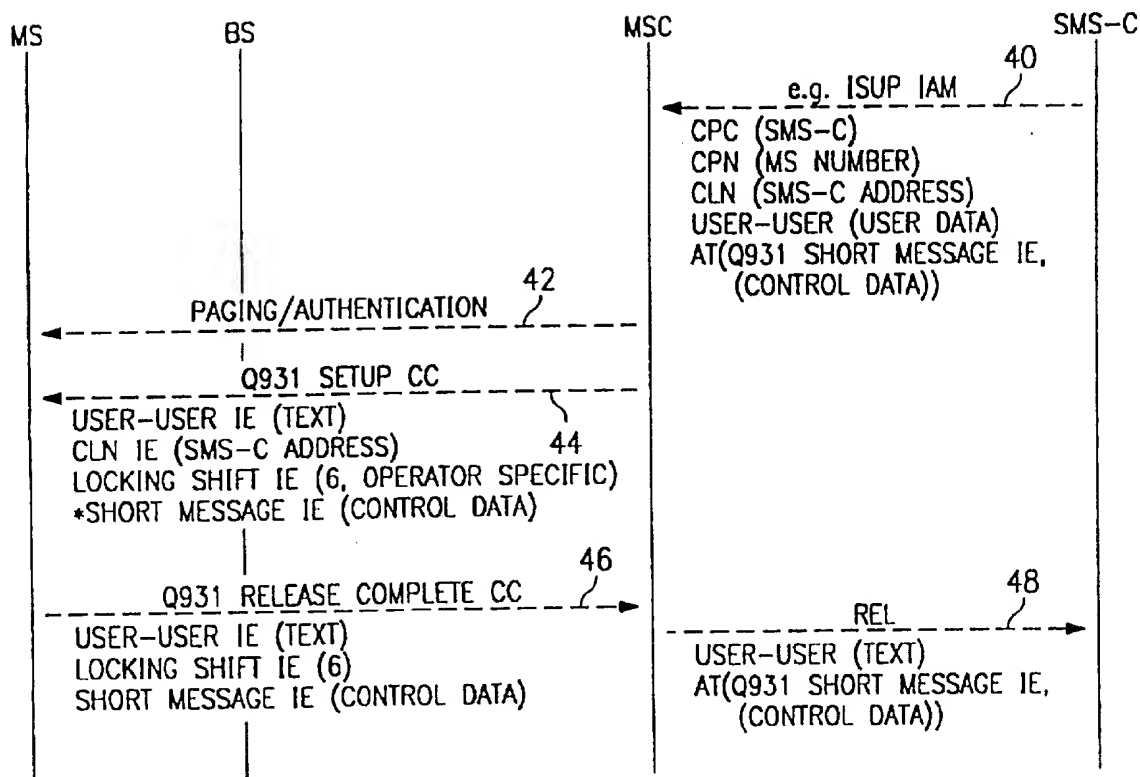 MS BS MSC SMS-C
40
e.g. ISUP IAM
CPC (SMS-C)
CPN (MS NUMBER)
CLN (SMS-C ADDRESS)
USER-USER (USER DATA)
AT(Q931 SHORT MESSAGE IE,
(CONTROL DATA))
42
PAGING/AUTHENTICATION
Q931 SETUP CC
44
USER-USER IE (TEXT)
CLN IE (SMS-C ADDRESS)
LOCKING SHIFT IE (6, OPERATOR SPECIFIC)
*SHORT MESSAGE IE (CONTROL DATA)
46
Q931 RELEASE COMPLETE CC
USER-USER IE (TEXT)
LOCKING SHIFT IE (6)
SHORT MESSAGE IE (CONTROL DATA)
48
REL
USER-USER (TEXT)
AT(Q931 SHORT MESSAGE IE,
(CONTROL DATA))